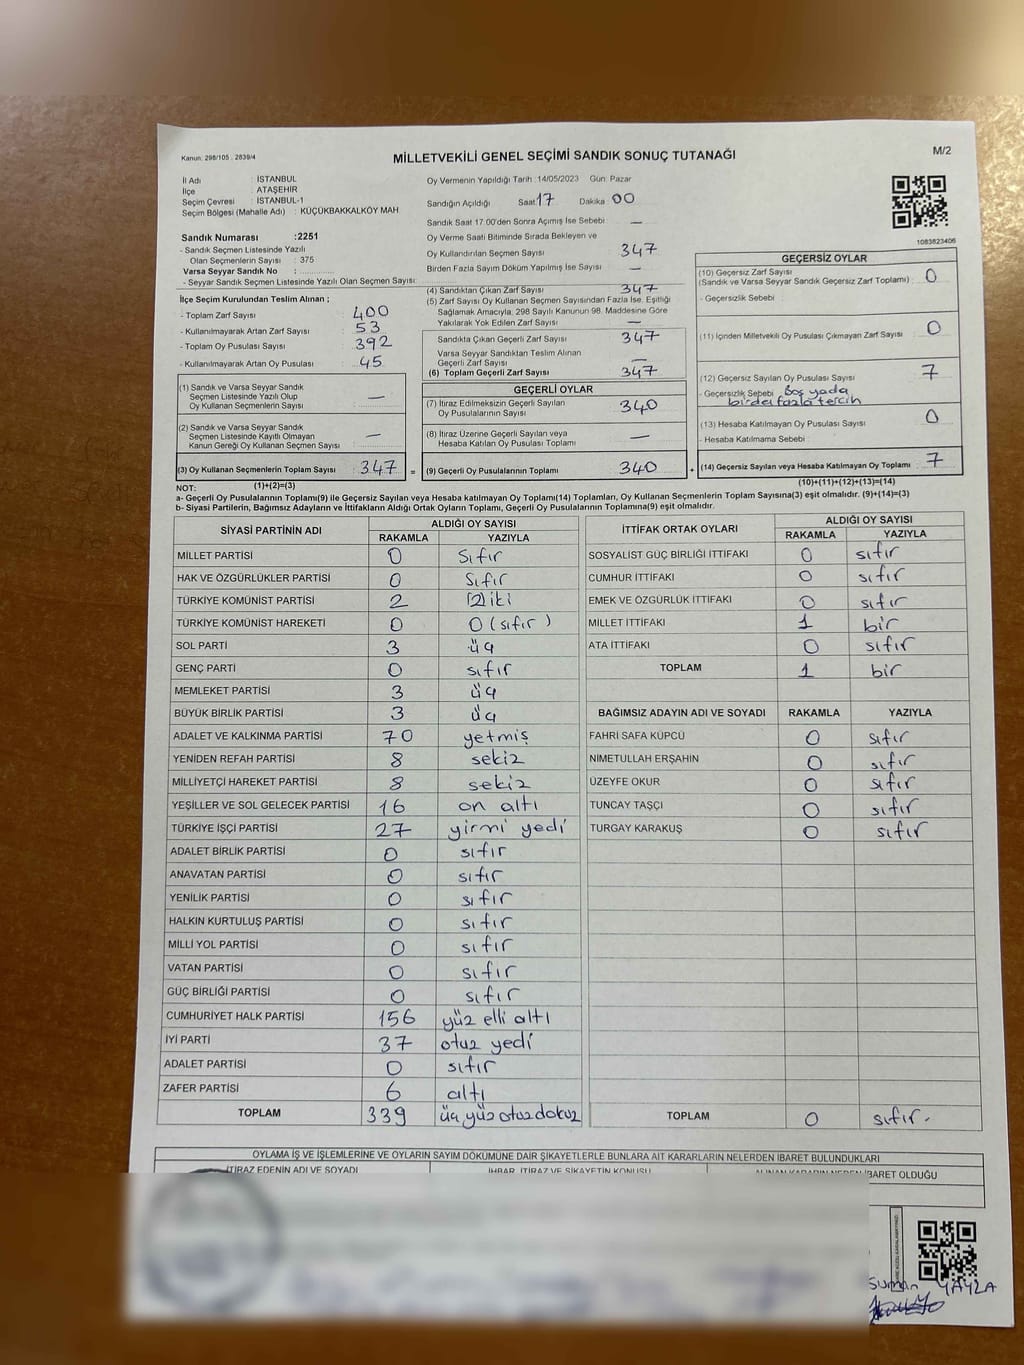 Kanun: 298/105 . 2839/4
MİLLETVEKİLİ GENEL SEÇİMİ SANDIK SONUÇ TUTANAĞI
M/2
İl Adı : İSTANBUL
İlçe : ATAŞEHİR
Seçim Çevresi : İSTANBUL-1
Seçim Bölgesi (Mahalle Adı) : KÜÇÜKBAKKALKÖY MAH.
Sandık Numarası :2251
- Sandık Seçmen Listesinde Yazılı
Olan Seçmenlerin Sayısı : 375
Varsa Seyyar Sandık No :
- Seyyar Sandık Seçmen Listesinde Yazılı Olan Seçmen Sayısı:
İlçe Seçim Kurulundan Teslim Alınan ;
- Toplam Zarf Sayısı : 400
- Kullanılmayarak Artan Zarf Sayısı : 53
- Toplam Oy Pusulası Sayısı : 392
- Kullanılmayarak Artan Oy Pusulası : 45
(1) Sandık ve Varsa Seyyar Sandık
Seçmen Listesinde Yazılı Olup
Oy Kullanan Seçmenlerin Sayısı : —
(2) Sandık ve Varsa Seyyar Sandık
Seçmen Listesinde Kayıtlı Olmayan
Kanun Gereği Oy Kullanan Seçmen Sayısı : —
(3) Oy Kullanan Seçmenlerin Toplam Sayısı : 347 =
(1)+(2)=(3)
Oy Vermenin Yapıldığı Tarih :14/05/2023 Gün: Pazar
Sandığın Açıldığı Saat 17 Dakika 00
Sandık Saat 17:00'den Sonra Açılmış İse Sebebi : —
Oy Verme Saati Bitiminde Sırada Bekleyen ve
Oy Kullandırılan Seçmen Sayısı 347
Birden Fazla Sayım Döküm Yapılmış İse Sayısı : —
(4) Sandıktan Çıkan Zarf Sayısı : 347
(5) Zarf Sayısı Oy Kullanan Seçmen Sayısından Fazla İse, Eşitliği
Sağlamak Amacıyla, 298 Sayılı Kanunun 98. Maddesine Göre
Yakılarak Yok Edilen Zarf Sayısı : —
Sandıkta Çıkan Geçerli Zarf Sayısı : 347
Varsa Seyyar Sandıktan Teslim Alınan
Geçerli Zarf Sayısı : —
(6) Toplam Geçerli Zarf Sayısı : 347
GEÇERLİ OYLAR
(7) İtiraz Edilmeksizin Geçerli Sayılan
Oy Pusulasının Sayısı : 340
(8) İtiraz Üzerine Geçerli Sayılan veya
Hesaba Katılan Oy Pusulası Toplamı : —
(9) Geçerli Oy Pusulalarının Toplamı : 340 +
1083823406
GEÇERSİZ OYLAR
(10) Geçersiz Zarf Sayısı
(Sandık ve Varsa Seyyar Sandık Geçersiz Zarf Toplamı) : 0
- Geçersizlik Sebebi :
(11) İçinden Milletvekili Oy Pusulası Çıkmayan Zarf Sayısı : 0
(12) Geçersiz Sayılan Oy Pusulası Sayısı : 7
- Geçersizlik Sebebi : Boş yada
birden fazla tercih
(13) Hesaba Katılmayan Oy Pusulası Sayısı : 0
- Hesaba Katılmama Sebebi :
(14) Geçersiz Sayılan veya Hesaba Katılmayan Oy Toplamı : 7
(10)+(11)+(12)+(13)=(14)
NOT:
a- Geçerli Oy Pusulalarının Toplamı(9) ile Geçersiz Sayılan veya Hesaba katılmayan Oy Toplamı(14) Toplamları, Oy Kullanan Seçmenlerin Toplam Sayısına(3) eşit olmalıdır. (9)+(14)=(3)
b- Siyasi Partilerin, Bağımsız Adayların ve İttifakların Aldığı Ortak Oyların Toplamı, Geçerli Oy Pusulalarının Toplamına(9) eşit olmalıdır.
SİYASİ PARTİNİN ADI ALDIĞI OY SAYISI
RAKAMLA YAZIYLA
MİLLET PARTİSİ 0 sıfır
HAK VE ÖZGÜRLÜKLER PARTİSİ 0 sıfır
TÜRKİYE KOMÜNİST PARTİSİ 2 (2) iki
TÜRKİYE KOMÜNİST HAREKETİ 0 0 (sıfır)
SOL PARTİ 3 üç
GENÇ PARTİ 0 sıfır
MEMLEKET PARTİSİ 3 üç
BÜYÜK BİRLİK PARTİSİ 3 üç
ADALET VE KALKINMA PARTİSİ 70 yetmiş
YENİDEN REFAH PARTİSİ 8 sekiz
MİLLİYETÇİ HAREKET PARTİSİ 8 sekiz
YEŞİLLER VE SOL GELECEK PARTİSİ 16 on altı
TÜRKİYE İŞÇİ PARTİSİ 27 yirmi yedi
ADALET BİRLİK PARTİSİ 0 sıfır
ANAVATAN PARTİSİ 0 sıfır
YENİLİK PARTİSİ 0 sıfır
HALKIN KURTULUŞ PARTİSİ 0 sıfır
MİLLİ YOL PARTİSİ 0 sıfır
VATAN PARTİSİ 0 sıfır
GÜÇ BİRLİĞİ PARTİSİ 0 sıfır
CUMHURİYET HALK PARTİSİ 156 yüz elli altı
İYİ PARTİ 37 otuz yedi
ADALET PARTİSİ 0 sıfır
ZAFER PARTİSİ 6 altı
TOPLAM 339 üç yüz otuz dokuz
İTTİFAK ORTAK OYLARI ALDIĞI OY SAYISI
RAKAMLA YAZIYLA
SOSYALİST GÜÇ BİRLİĞİ İTTİFAKI 0 sıfır
CUMHUR İTTİFAKI 0 sıfır
EMEK VE ÖZGÜRLÜK İTTİFAKI 0 sıfır
MİLLET İTTİFAKI 1 bir
ATA İTTİFAKI 0 sıfır
TOPLAM 1 bir
BAĞIMSIZ ADAYIN ADI VE SOYADI RAKAMLA YAZIYLA
FAHRİ SAFA KÜPCÜ 0 sıfır
NİMETULLAH ERŞAHİN 0 sıfır
ÜZEYFE OKUR 0 sıfır
TUNCAY TAŞÇI 0 sıfır
TURGAY KARAKUŞ 0 sıfır
TOPLAM 0 sıfır.
OYLAMA İŞ VE İŞLEMLERİNE VE OYLARIN SAYIM DÖKÜMÜNE DAİR ŞİKAYETLERLE BUNLARA AİT KARARLARIN NELERDEN İBARET BULUNDUKLARI
İTİRAZ EDENİN ADI VE SOYADI İHBAR, İTİRAZ VE ŞİKAYETİN KONUSU ALINAN KARARIN NEDEN İBARET OLDUĞU
YAYLA